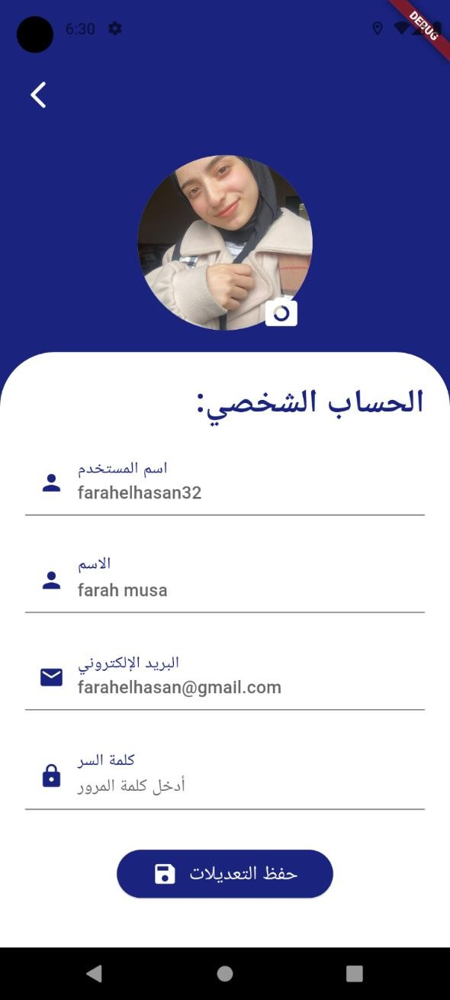 6:30
DEBUG
الحساب الشخصي:
اسم المستخدم
farahelhasan32
الاسم
farah musa
البريد الإلكتروني
farahelhasan@gmail.com
كلمة السر
أدخل كلمة المرور
حفظ التعديلات